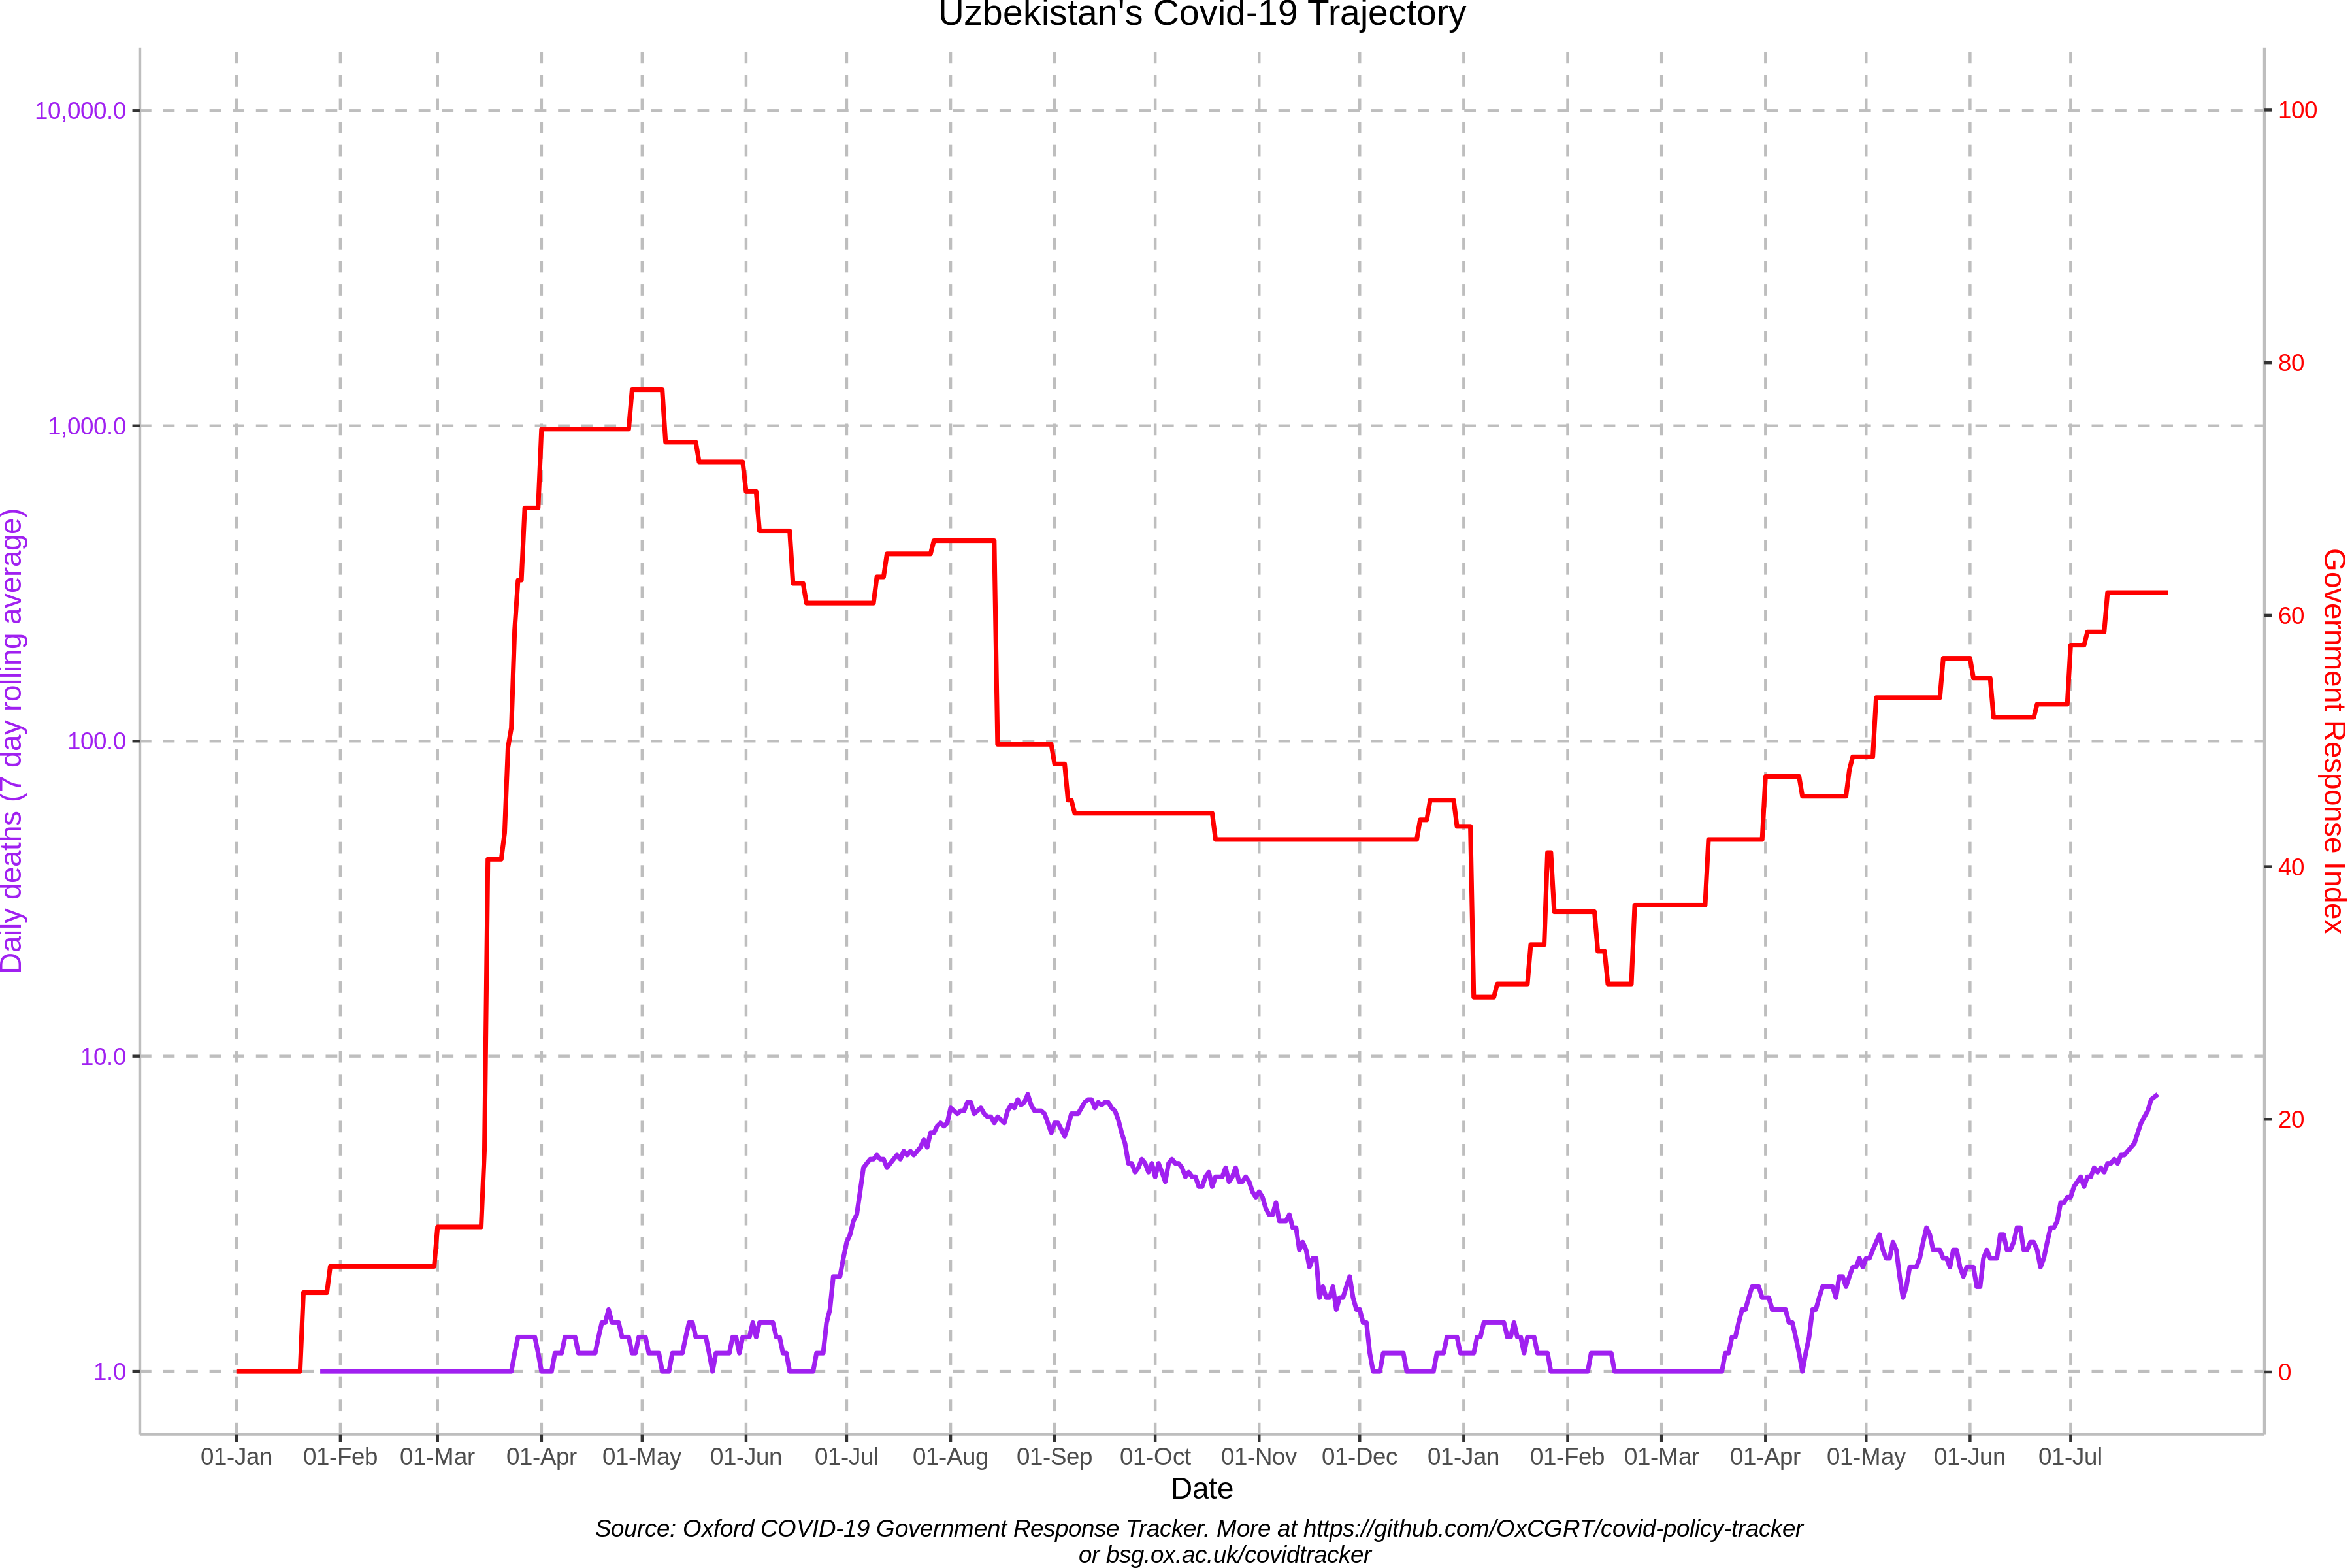 Uzbekistan's Covid-19 Trajectory
10,000.0
1,000.0
100.0
10.0
1.0
Daily deaths (7 day rolling average)
100
80
60
40
20
0
Government Response Index
01-Jan 01-Feb 01-Mar 01-Apr 01-May 01-Jun 01-Jul 01-Aug 01-Sep 01-Oct 01-Nov 01-Dec 01-Jan 01-Feb 01-Mar 01-Apr 01-May 01-Jun 01-Jul
Date
Source: Oxford COVID-19 Government Response Tracker. More at https://github.com/OxCGRT/covid-policy-tracker
or bsg.ox.ac.uk/covidtracker